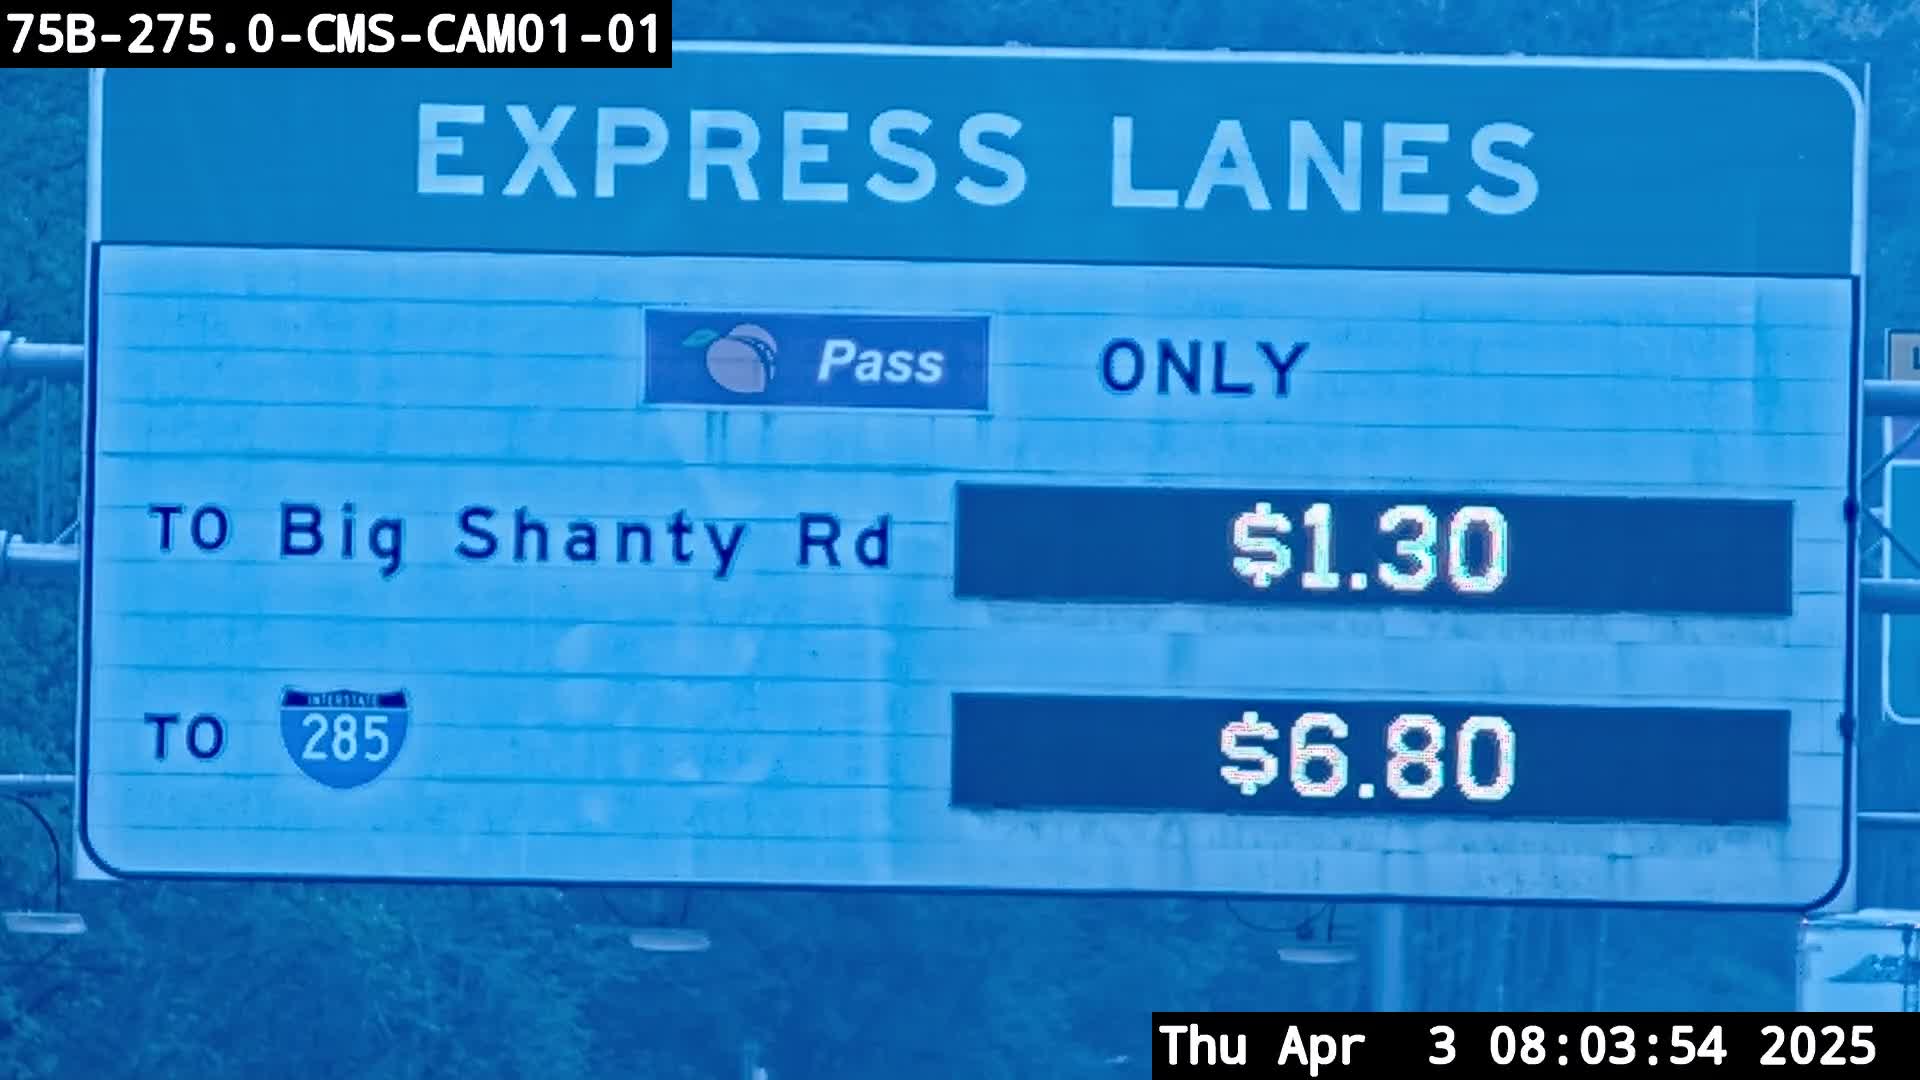 75B-275.0-CMS-CAM01-01
EXPRESS LANES
Pass ONLY
TO Big Shanty Rd $1.30
TO INTERSTATE 285 $6.80
Thu Apr 3 08:03:54 2025